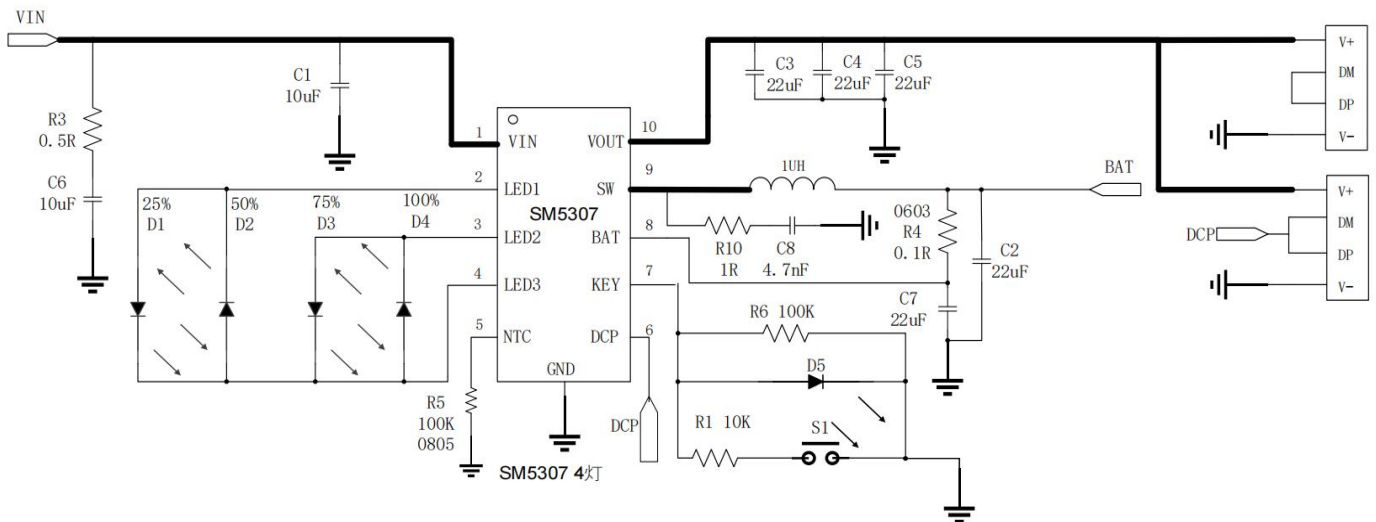 VIN
R3
0.5R
C6
10uF
C1
10uF
25%
D1
50%
D2
75%
D3
100%
D4
1
VIN
2
LED1
3
LED2
4
LED3
5
NTC
SM5307
GND
VOUT
10
SW
9
BAT
8
KEY
7
DCP
6
R5
100K
0805
SM5307 4灯
DCP
C3
22uF
C4
22uF
C5
22uF
1UH
R10
1R
C8
4.7nF
BAT
0603
R4
0.1R
C2
22uF
C7
22uF
R6 100K
D5
R1 10K
S1
V+
DM
DP
V-
DCP
V+
DM
DP
V-